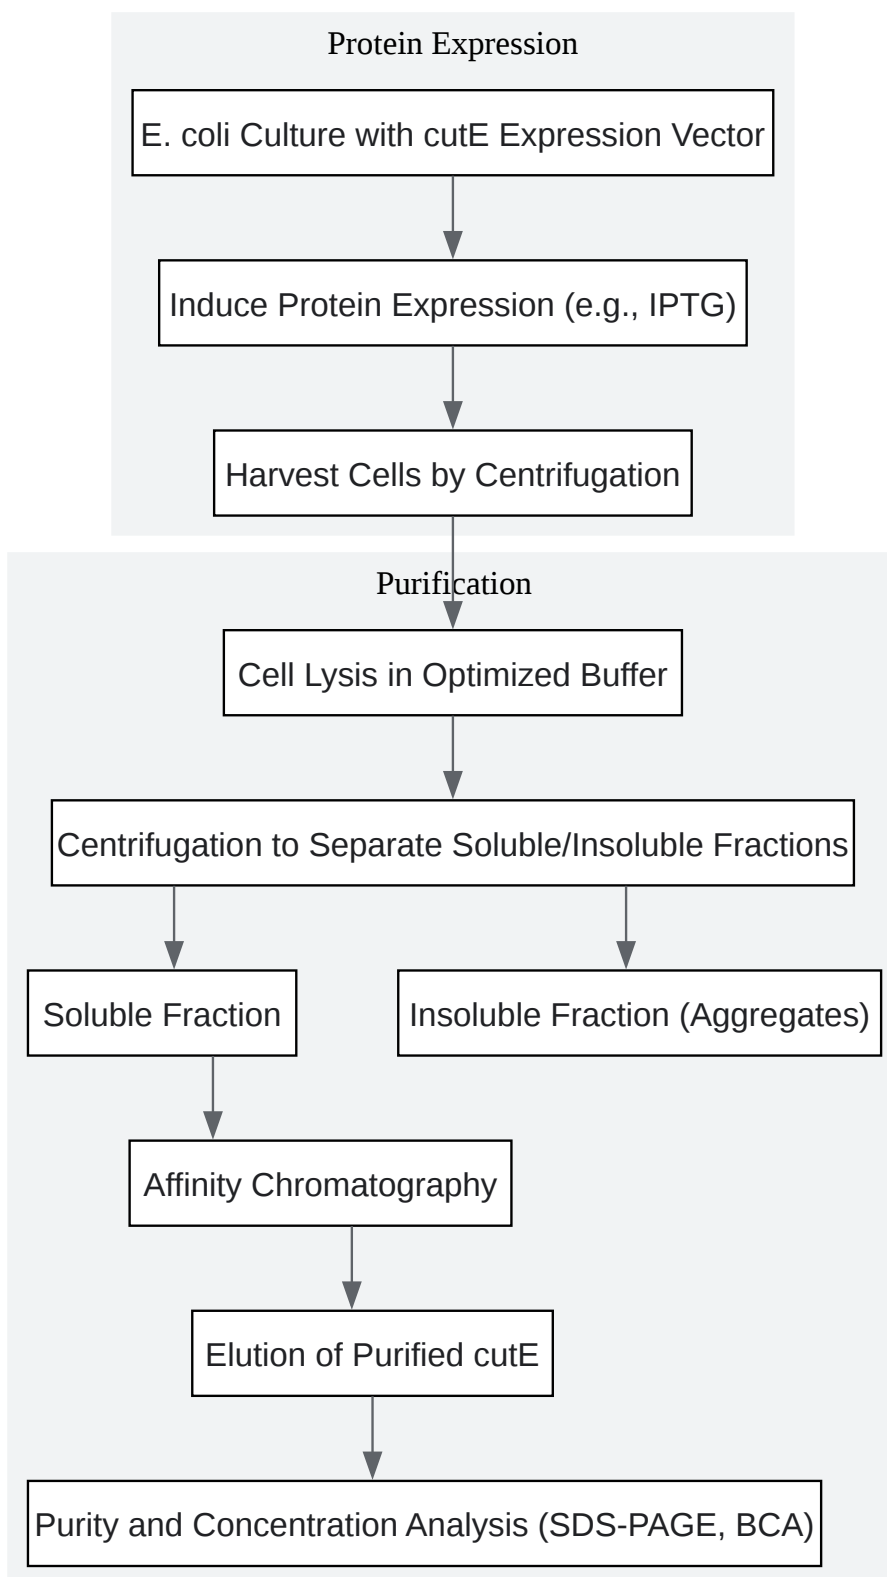 Protein Expression
E. coli Culture with cutE Expression Vector
Induce Protein Expression (e.g., IPTG)
Harvest Cells by Centrifugation
Purification
Cell Lysis in Optimized Buffer
Centrifugation to Separate Soluble/Insoluble Fractions
Soluble Fraction
Insoluble Fraction (Aggregates)
Affinity Chromatography
Elution of Purified cutE
Purity and Concentration Analysis (SDS-PAGE, BCA)